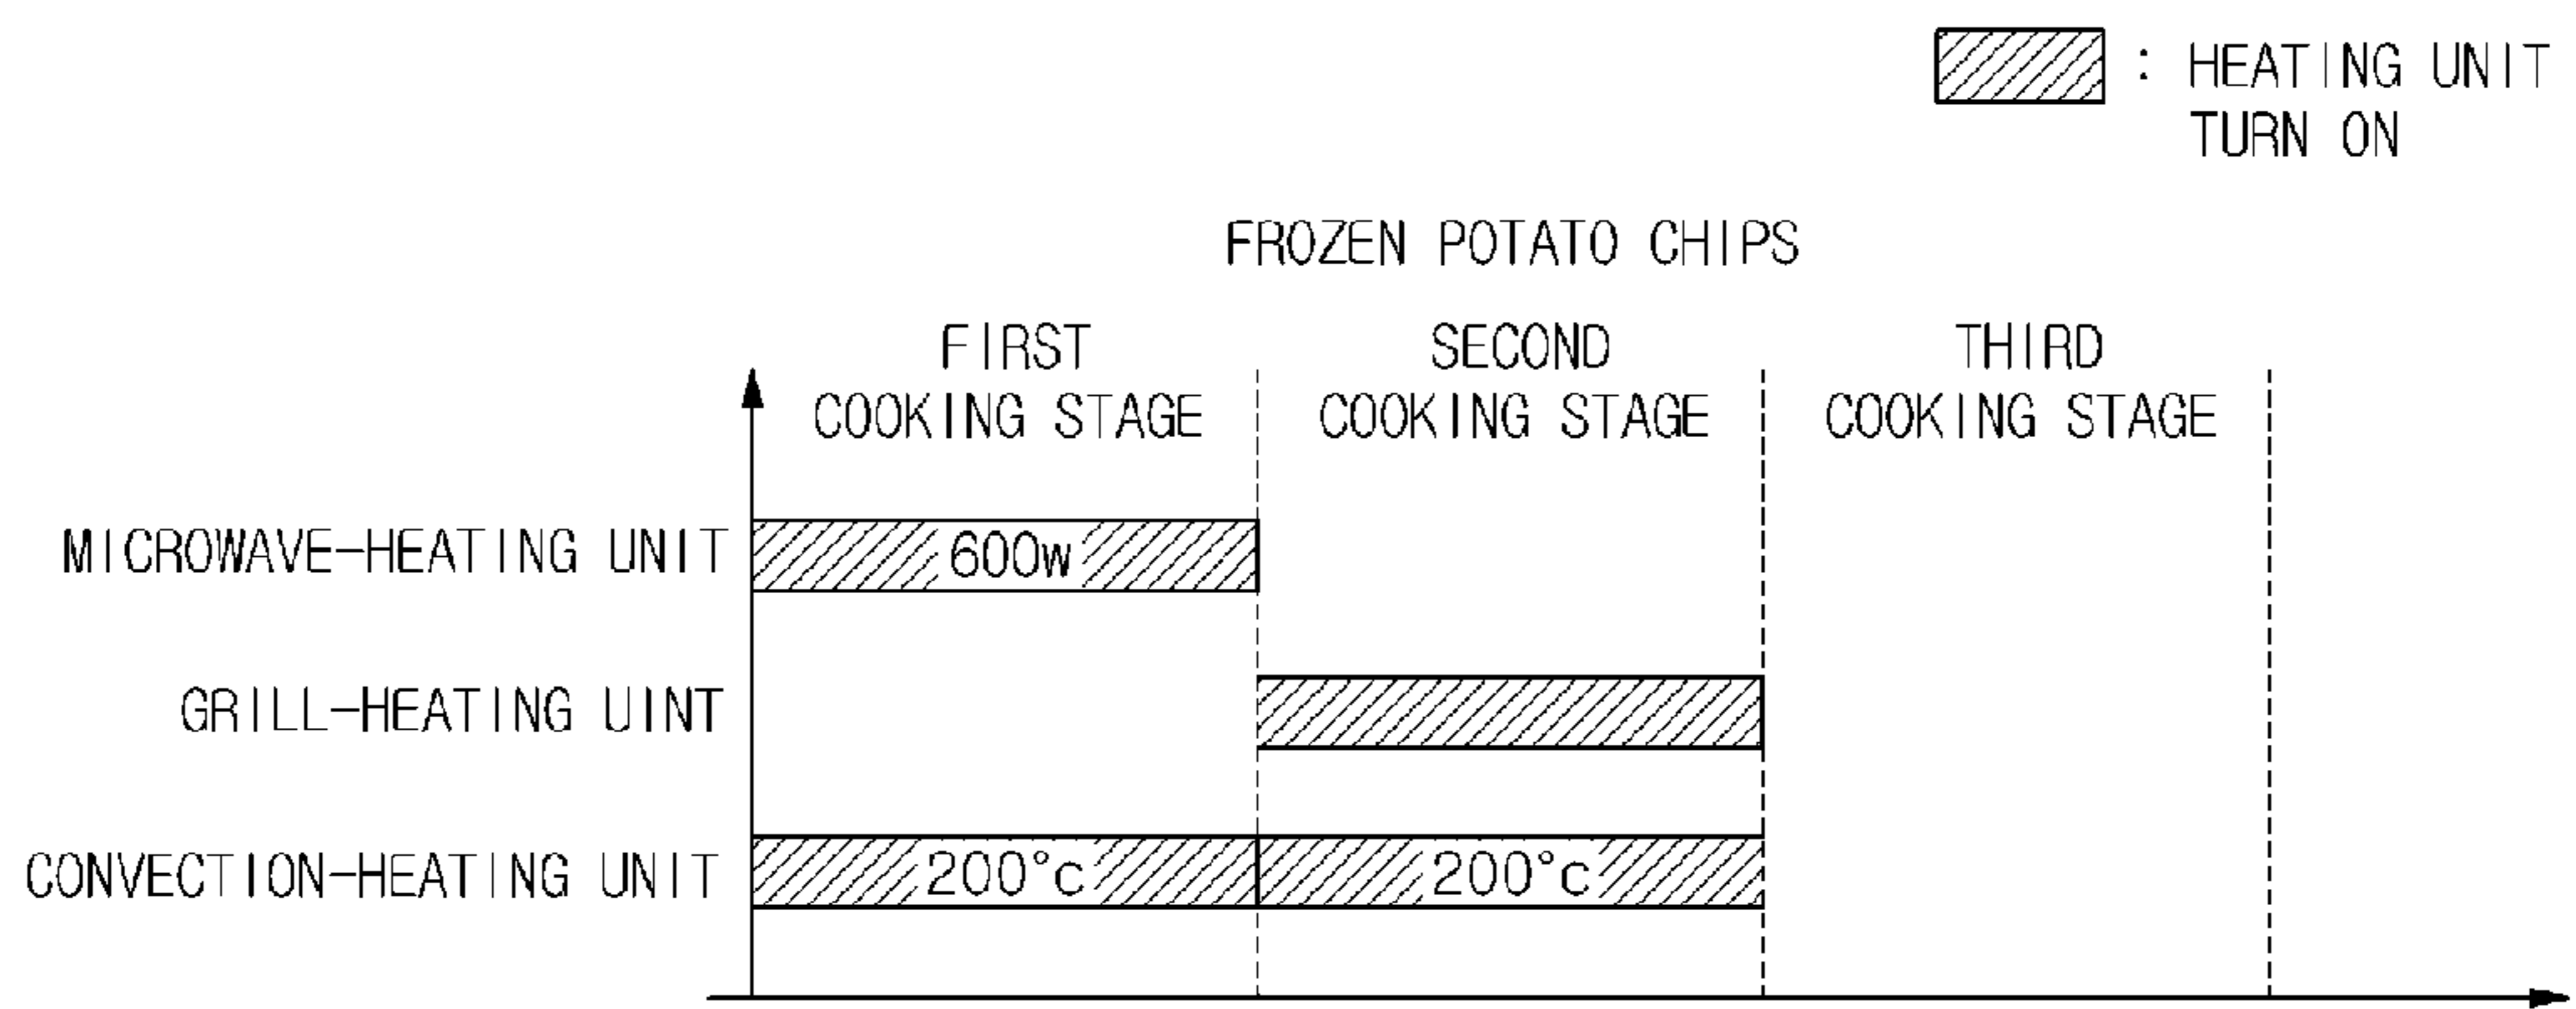 : HEATING UNIT
TURN ON
FROZEN POTATO CHIPS
FIRST
COOKING STAGE
SECOND
COOKING STAGE
THIRD
COOKING STAGE
MICROWAVE-HEATING UNIT
600w
GRILL-HEATING UINT
CONVECTION-HEATING UNIT
200°c
200°c